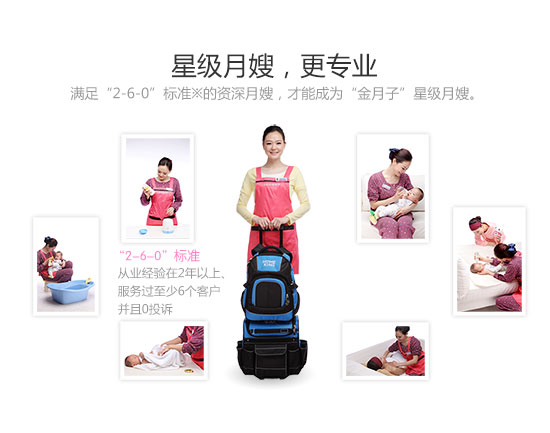 星级月嫂，更专业
满足“2-6-0”标准※的资深月嫂，才能成为“金月子”星级月嫂。
“2-6-0”标准
从业经验在2年以上、
服务过至少6个客户
并且0投诉